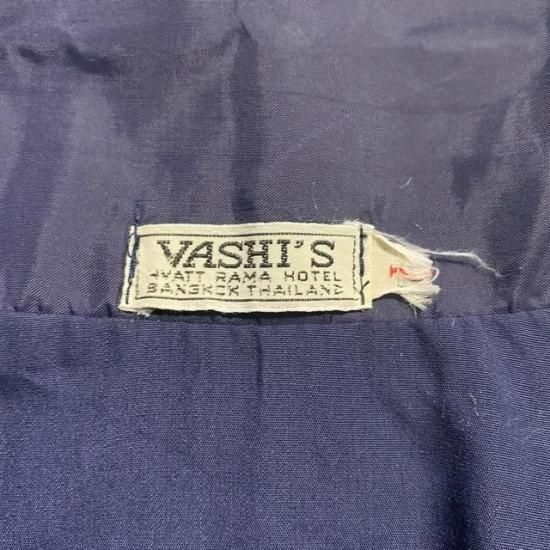 VASHI'S
HYATT RAMA HOTEL
BANGKOK THAILAND